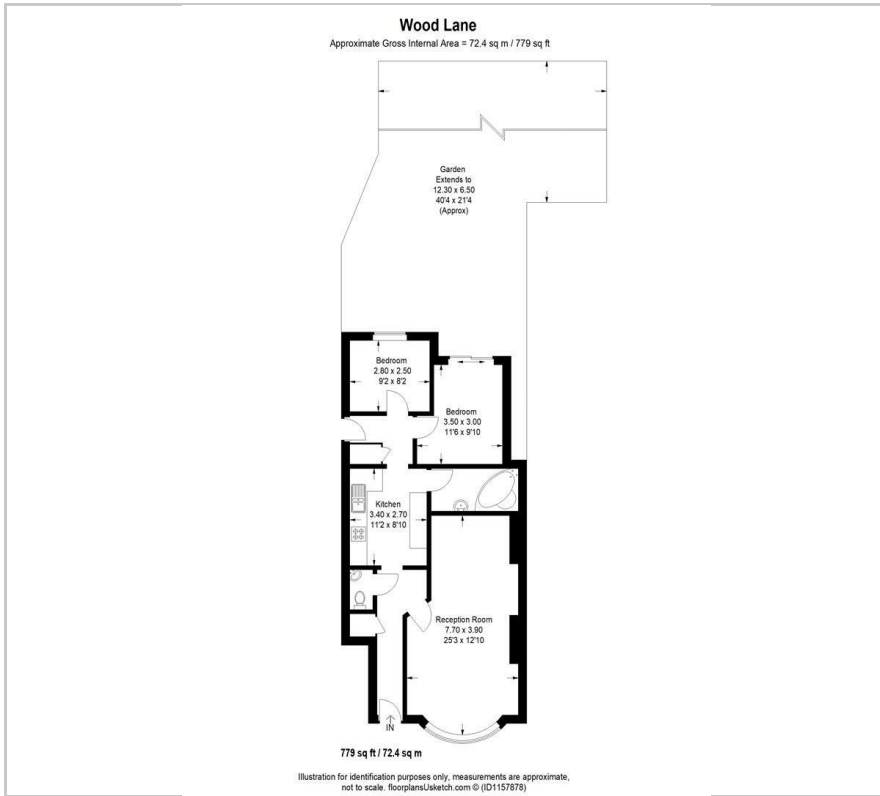 Wood Lane
Approximate Gross Internal Area = 72.4 sq m / 779 sq ft
Garden
Extends to
12.30 x 6.50
40'4 x 21'4
(Approx)
Bedroom
2.80 x 2.50
9'2 x 8'2
Bedroom
3.50 x 3.00
11'6 x 9'10
Kitchen
3.40 x 2.70
11'2 x 8'10
Reception Room
7.70 x 3.90
25'3 x 12'10
IN
779 sq ft / 72.4 sq m
Illustration for identification purposes only, measurements are approximate,
not to scale. floorplansUsketch.com © (ID1157878)